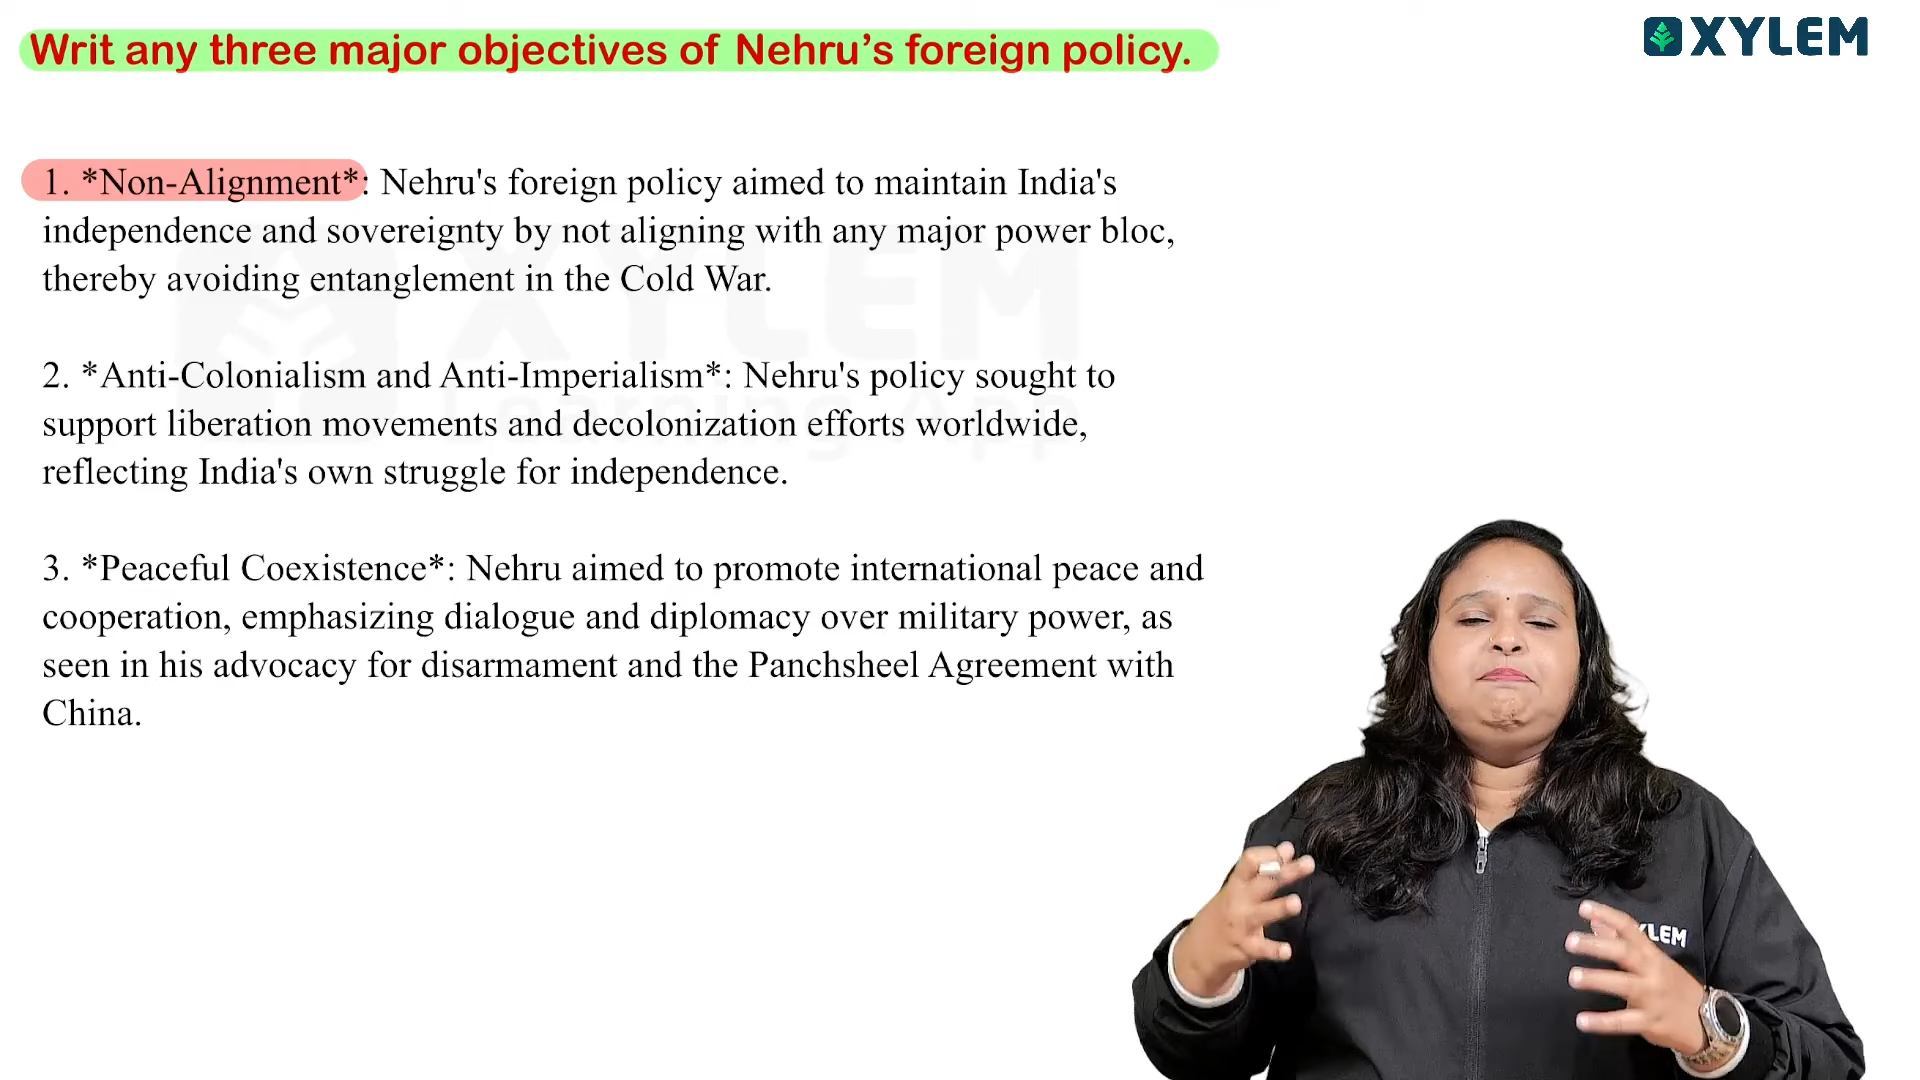 Writ any three major objectives of Nehru’s foreign policy.
XYLEM
1. *Non-Alignment*: Nehru's foreign policy aimed to maintain India's
independence and sovereignty by not aligning with any major power bloc,
thereby avoiding entanglement in the Cold War.
2. *Anti-Colonialism and Anti-Imperialism*: Nehru's policy sought to
support liberation movements and decolonization efforts worldwide,
reflecting India's own struggle for independence.
3. *Peaceful Coexistence*: Nehru aimed to promote international peace and
cooperation, emphasizing dialogue and diplomacy over military power, as
seen in his advocacy for disarmament and the Panchsheel Agreement with
China.
XYLEM
Learning App
YLEM